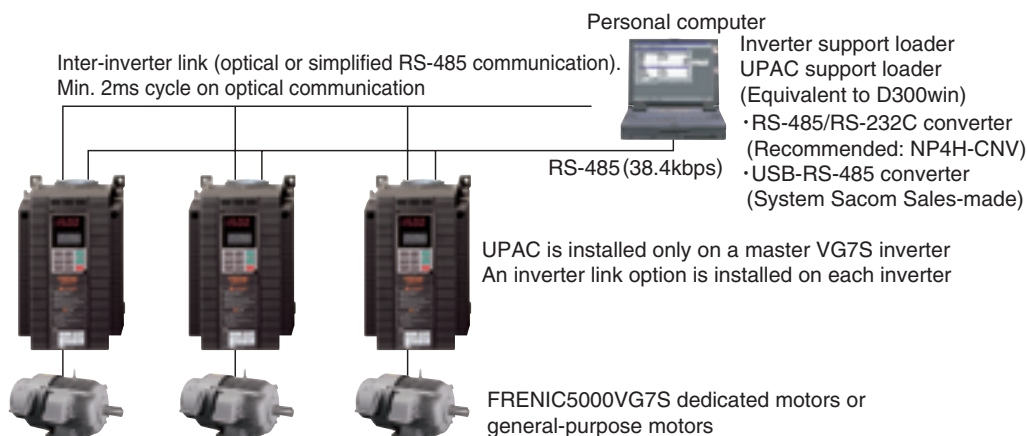 Personal computer
Inter-inverter link (optical or simplified RS-485 communication).
Min. 2ms cycle on optical communication
Inverter support loader
UPAC support loader
(Equivalent to D300win)
・RS-485/RS-232C converter
(Recommended: NP4H-CNV)
・USB-RS-485 converter
(System Sacom Sales-made)
RS-485 (38.4kbps)
UPAC is installed only on a master VG7S inverter
An inverter link option is installed on each inverter
FRENIC5000VG7S dedicated motors or
general-purpose motors